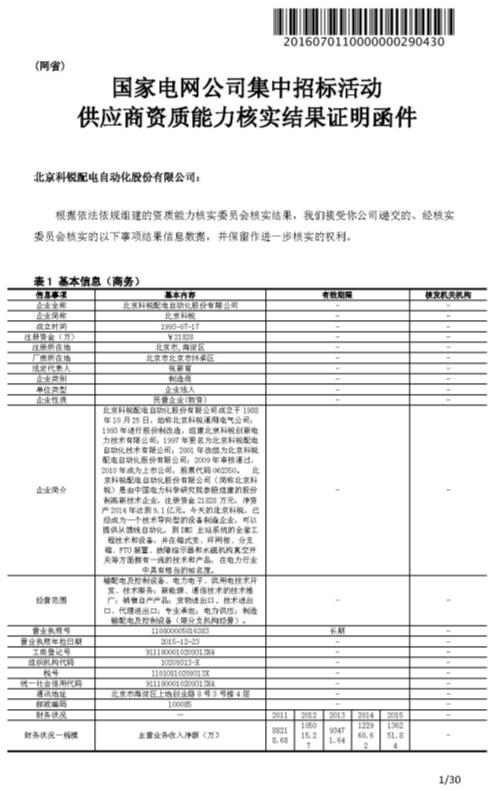 201607011000000290430
(网省)
国家电网公司集中招标活动
供应商资质能力核实结果证明函件
北京科锐配电自动化股份有限公司：
根据依法依规组建的资质能力核实委员会核实结果，我们接受你公司递交的、经核实
委员会核实的以下事项结果信息数据，并保留作进一步核实的权利。
表1 基本信息（商务）
信息事项 基本内容 有效期限 核发机关机构
企业全称 北京科锐配电自动化股份有限公司 - -
企业简称 北京科锐 - -
成立时间 1993-07-17 - -
注册资金（万） ￥21828 - -
注册所在地 北京市,海淀区 - -
厂房所在地 北京市北京市怀柔区 - -
法定代表人 张新育 - -
企业类别 制造商 - -
单位类型 企业法人 - -
企业性质 民营企业(物资) - -
企业简介
北京科锐配电自动化股份有限公司成立于1988
年10月25日，始称北京科锐通用电气公司；
1993年进行股份制改造，组建北京科锐创新电
力技术有限公司；1997年更名为北京科锐配电
自动化技术有限公司；2001年改组为北京科锐
配电自动化股份有限公司；2009年审核通过，
2010年成为上市公司，股票代码002350。 北
京科锐配电自动化股份有限公司（简称北京科
锐）是由中国电力科学研究院参股组建的股份
制高新技术企业，注册资金21828万元，净资
产2014年达到9.1亿元。今天的北京科锐，已
经成为一个技术导向型的设备制造企业，可以
提供从馈线自动化，到DMS主站系统的全套工
程技术和设备，并在箱式变、环网柜、分支
箱、FTU装置、故障指示器和永磁机构真空开
关等方面拥有一流的技术和产品，在电力行业
中具有相当的知名度。
- -
经营范围
输配电及控制设备、电力电子、供用电技术开
发、技术服务；新能源、通信技术的技术推
广；销售自产产品；货物进出口、技术进出
口、代理进出口；专业承包；电力供应；制造
输配电及控制设备（限分支机构经营）。
- -
营业执照号 110000005016383 长期 -
营业执照年检日期 2015-12-23 - -
工商登记号 9111000010209313X4 - -
组织机构代码 10209313-X - -
税号 11010810209313X - -
统一社会信用代码 9111000010209313X4 - -
通讯地址 北京市海淀区上地创业路8号3号楼4层 - -
邮政编码 100085 - -
财务状况 — 2011 2012 2013 2014 2015 -
财务状况－规模 主营业务收入净额（万） 88218.68 105015.27 93471.64 122960.62 136251.84 -
1/30